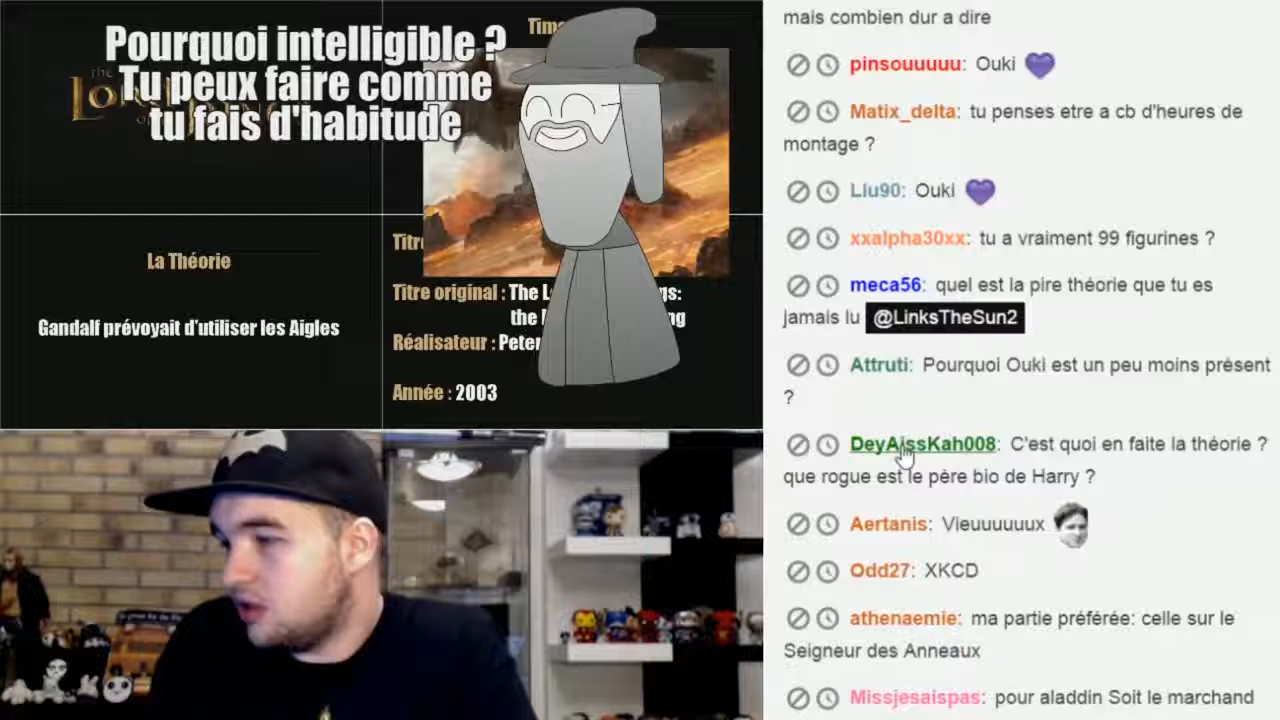 Pourquoi intelligible ?
Tu peux faire comme
tu fais d'habitude
La Théorie
Gandalf prévoyait d'utiliser les Aigles
Titre original : The L
the
Réalisateur : Peter
Année : 2003
mais combien dur a dire
pinsouuuuu: Ouki
Matix_delta: tu penses etre a cb d'heures de
montage ?
Llu90: Ouki
xxalpha30xx: tu a vraiment 99 figurines ?
meca56: quel est la pire théorie que tu es
jamais lu @LinksTheSun2
Attruti: Pourquoi Ouki est un peu moins présent
?
DeyAissKah008: C'est quoi en faite la théorie ?
que rogue est le père bio de Harry ?
Aertanis: Vieuuuuuux
Odd27: XKCD
athenaemie: ma partie préférée: celle sur le
Seigneur des Anneaux
Missjesaispas: pour aladdin Soit le marchand